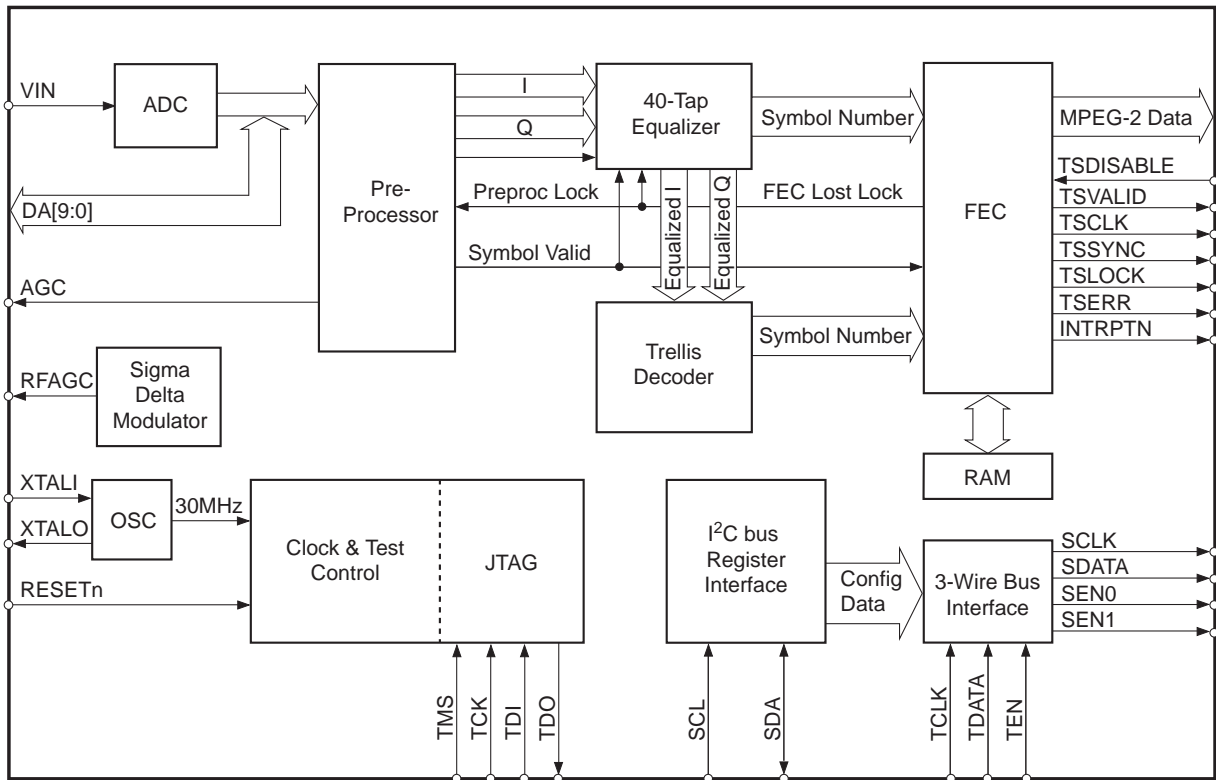 VIN
ADC
DA[9:0]
AGC
Pre-
Processor
I
Q
40-Tap
Equalizer
Symbol Number
Preproc Lock
FEC Lost Lock
Symbol Valid
Equalized I
Equalized Q
Trellis
Decoder
Symbol Number
FEC
MPEG-2 Data
TSDISABLE
TSVALID
TSCLK
TSSYNC
TSLOCK
TSERR
INTRPTN
RAM
RFAGC
Sigma
Delta
Modulator
XTALI
XTALO
OSC
30MHz
RESETn
Clock & Test
Control
JTAG
TMS
TCK
TDI
TDO
I²C bus
Register
Interface
SCL
SDA
Config
Data
3-Wire Bus
Interface
SCLK
SDATA
SEN0
SEN1
TCLK
TDATA
TEN